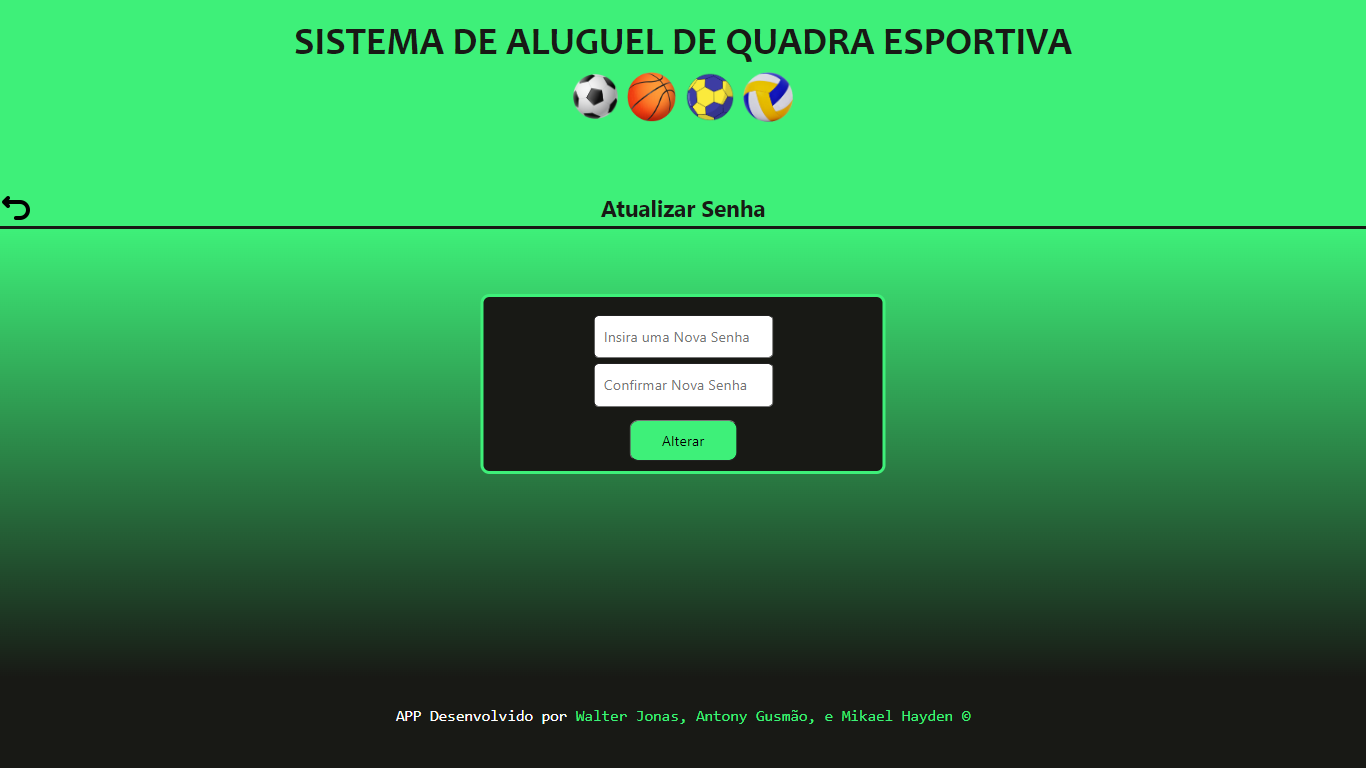 SISTEMA DE ALUGUEL DE QUADRA ESPORTIVA
Atualizar Senha
Insira uma Nova Senha
Confirmar Nova Senha
Alterar
APP Desenvolvido por Walter Jonas, Antony Gusmão, e Mikael Hayden ©